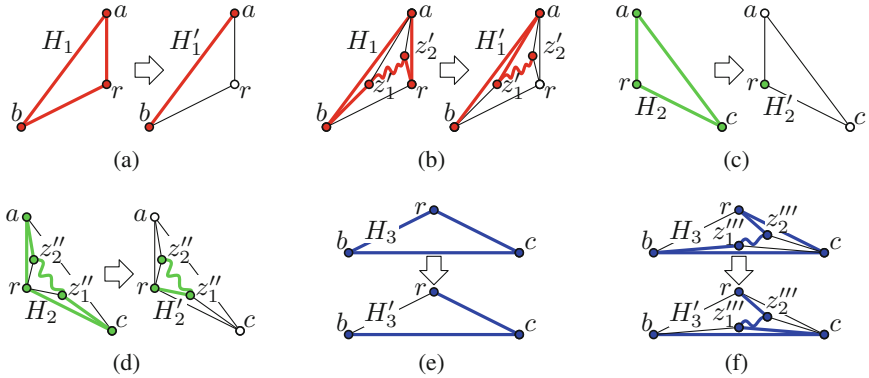 a a
H₁ H′₁
r r
b b
(a)
a a
H₁ z′₂ H′₁ z′₂
z₁ r z₁ r
b b
(b)
a a
r r
H₂ H′₂
c c
(c)
a a
z″₂ z″₂
r z″₁ r z″₁
H₂ H′₂
c c
(d)
r
b H₃ c
r
b H′₃ c
(e)
r z‴₂
b H₃ z‴₁ c
r z‴₂
b H′₃ z‴₁ c
(f)